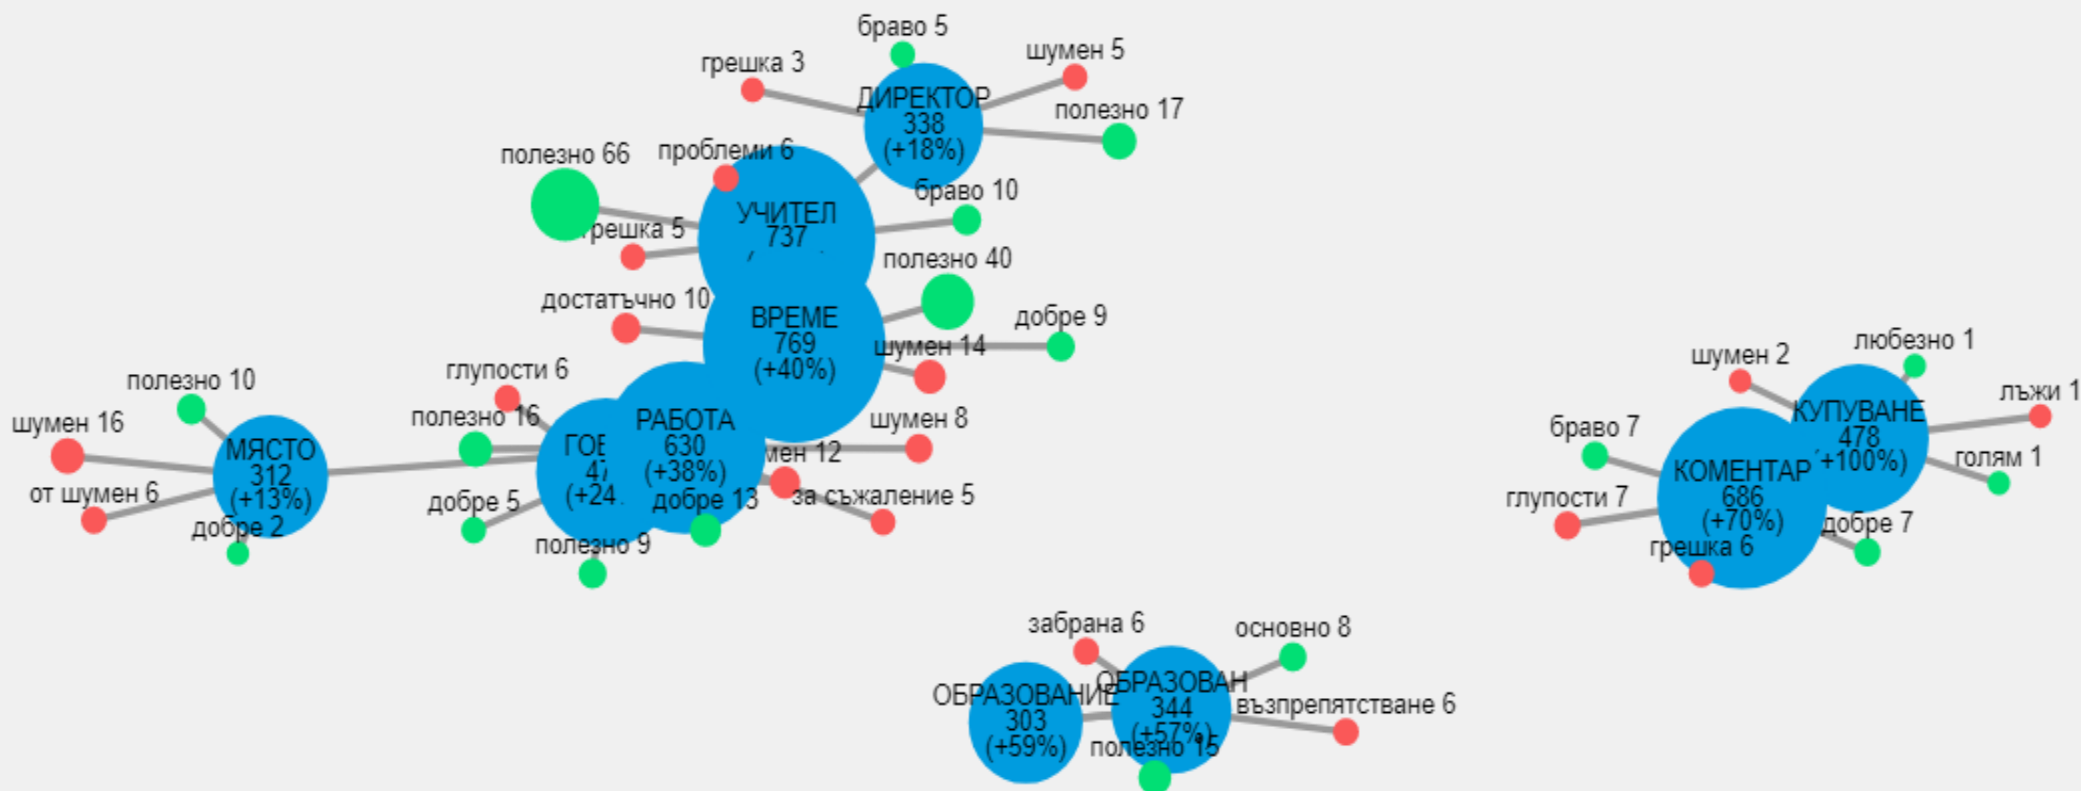 браво 5
шумен 5
грешка 3
ДИРЕКТОР
338
(+18%)
полезно 17
полезно 66
проблеми 6
браво 10
УЧИТЕЛ
737
грешка 5
полезно 40
достатъчно 10
ВРЕМЕ
769
(+40%)
добре 9
шумен 14
глупости 6
полезно 10
шумен 16
МЯСТО
312
(+13%)
от шумен 6
добре 2
полезно 16
РАБОТА
630
(+38%)
шумен 8
добре 5
добре 13
за съжаление 5
полезно 9
любезно 1
шумен 2
лъжи 1
КУПУВАНЕ
478
(+100%)
браво 7
голям 1
КОМЕНТАР
686
(+70%)
глупости 7
добре 7
грешка 6
забрана 6
основно 8
ОБРАЗОВАНИЕ
303
(+59%)
ОБРАЗОВАН
344
(+57%)
възпрепятстване 6
полезно 15